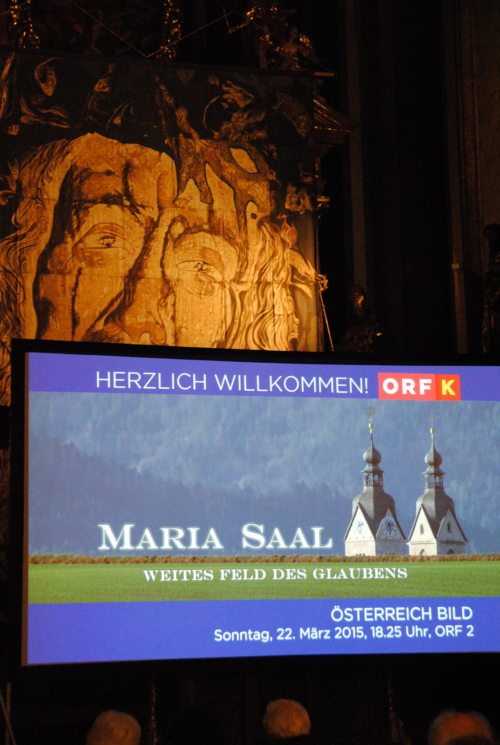 HERZLICH WILLKOMMEN! ORF K
MARIA SAAL
WEITES FELD DES GLAUBENS
ÖSTERREICH BILD
Sonntag, 22. März 2015, 18.25 Uhr, ORF 2